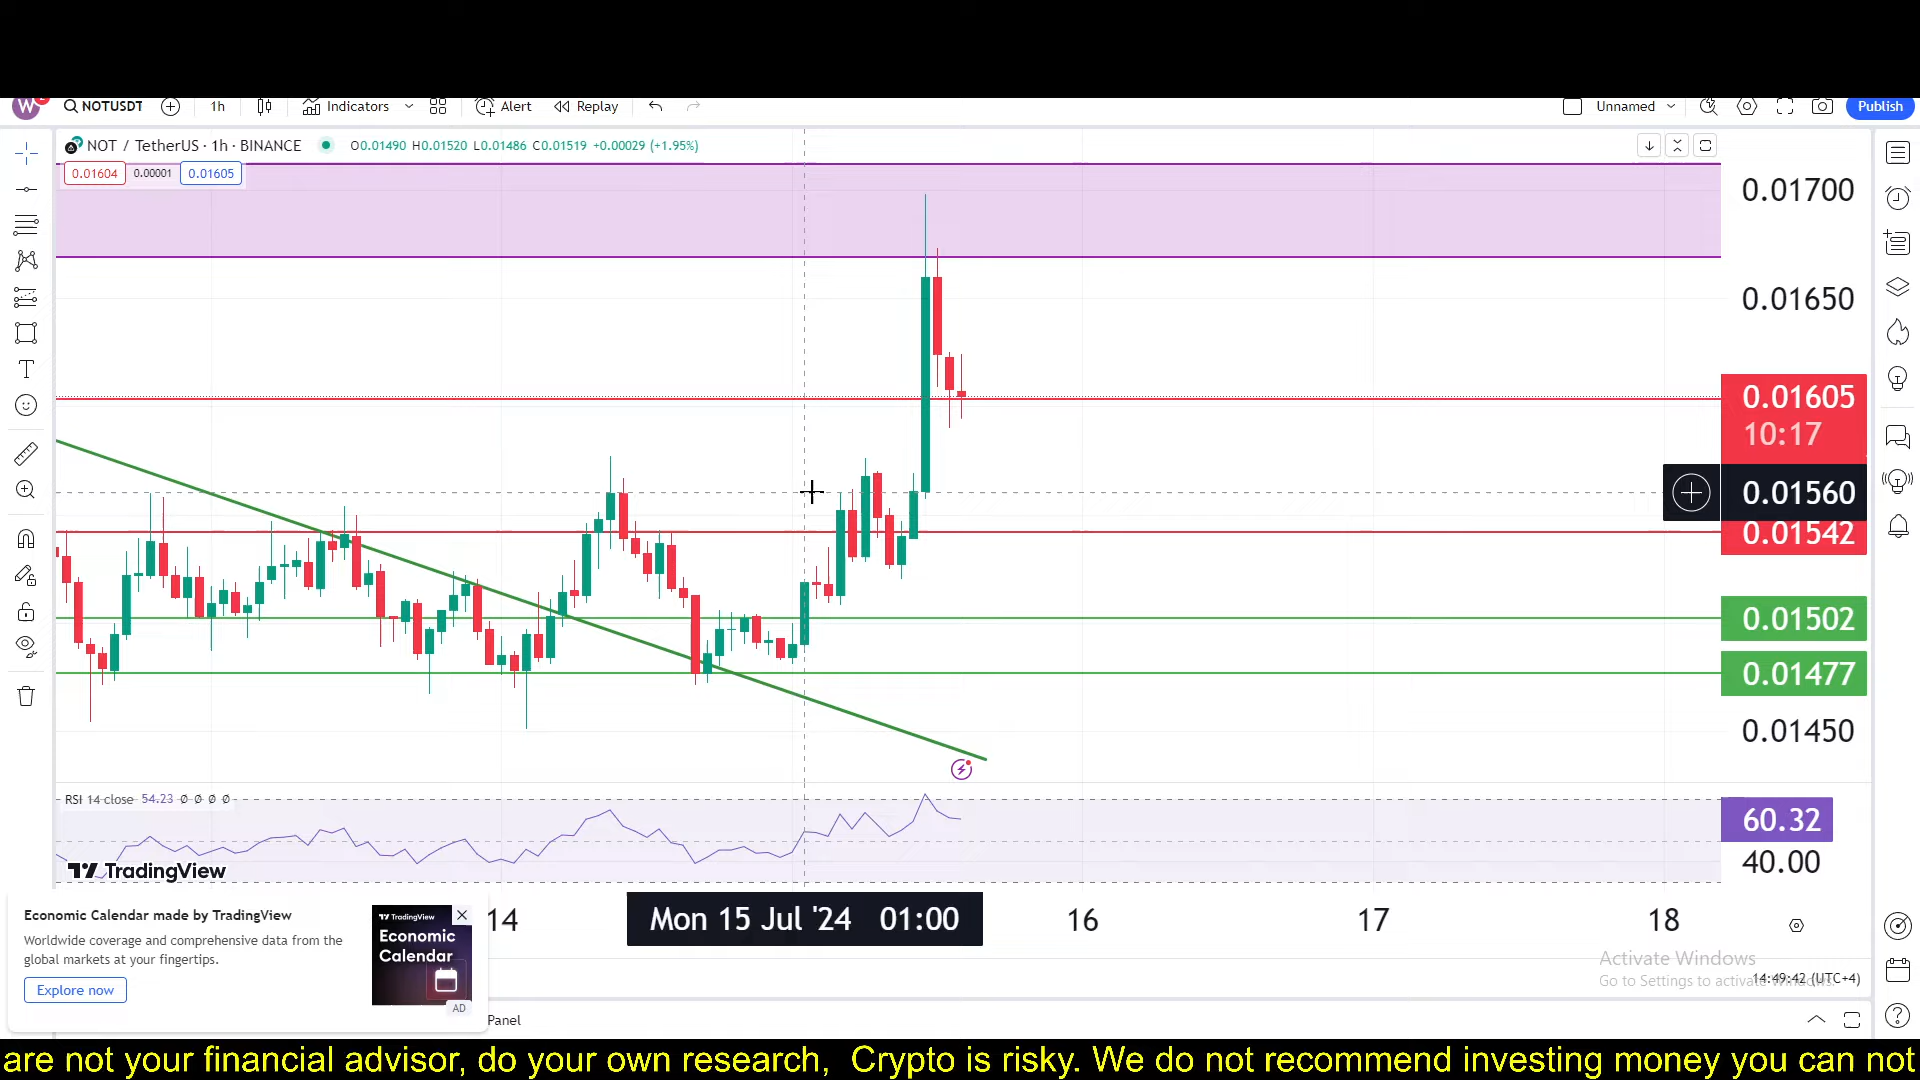 W 2 NOTUSDT 1h Indicators Alert Replay Unnamed Publish
NOT / TetherUS · 1h · BINANCE O0.01490 H0.01520 L0.01486 C0.01519 +0.00029 (+1.95%)
0.01604 0.00001 0.01605
0.01700
0.01650
0.01605
10:17
0.01560
0.01542
0.01502
0.01477
0.01450
RSI 14 close 54.23 Ø Ø Ø Ø
60.32
40.00
TradingView
14 Mon 15 Jul '24 01:00 16 17 18
Economic Calendar made by TradingView
Worldwide coverage and comprehensive data from the
global markets at your fingertips.
Explore now
TradingView
Economic
Calendar
AD
Activate Windows
Go to Settings to activate Windows.
14:49:42 (UTC+4)
Panel
are not your financial advisor, do your own research, Crypto is risky. We do not recommend investing money you can not